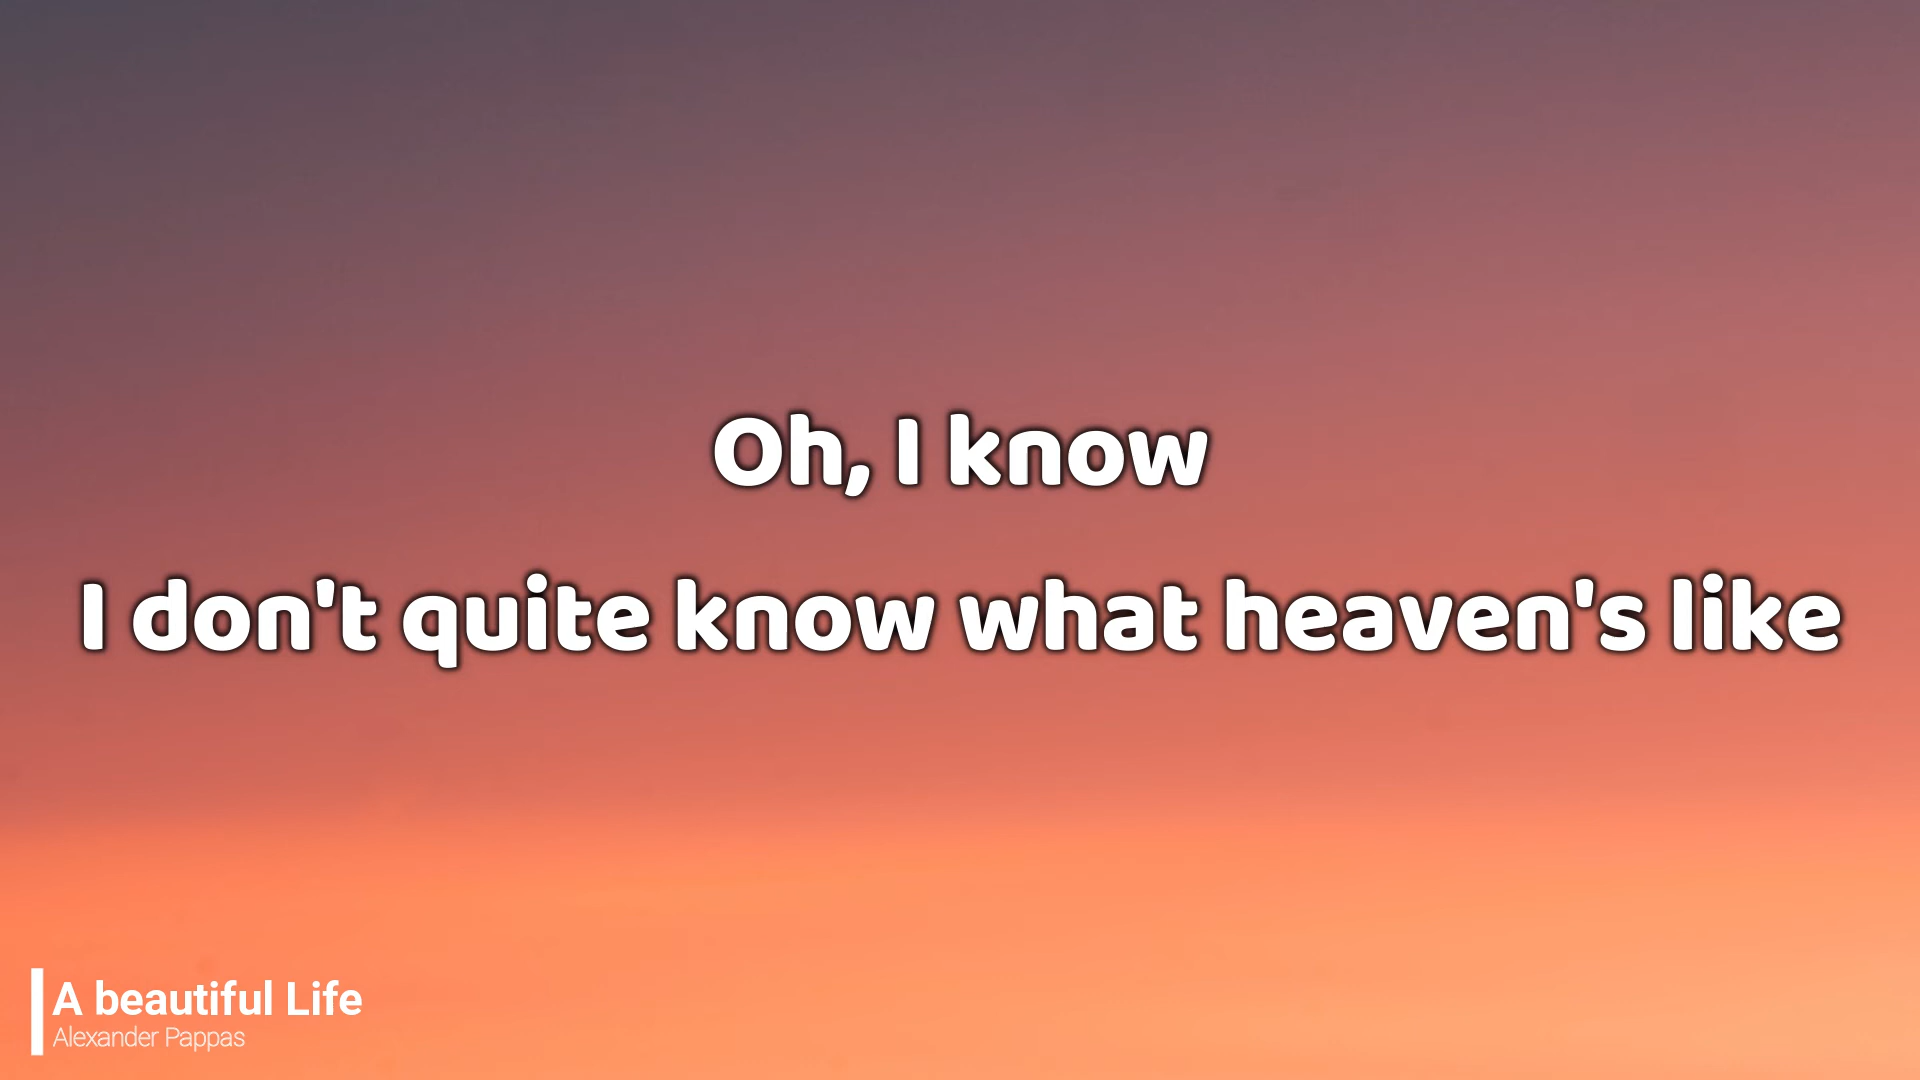 Oh, I know
I don't quite know what heaven's like
A beautiful Life
Alexander Pappas